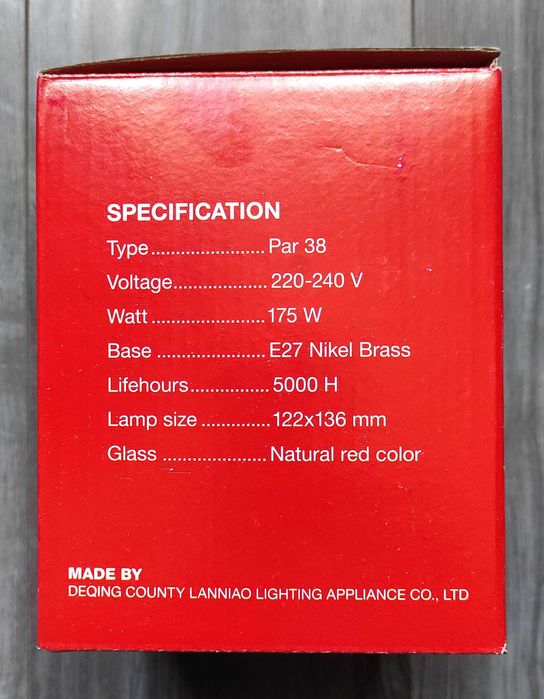 SPECIFICATION
Type....................... Par 38
Voltage................... 220-240 V
Watt .......................175 W
Base ...................... E27 Nikel Brass
Lifehours................ 5000 H
Lamp size ..............122x136 mm
Glass ..................... Natural red color
MADE BY
DEQING COUNTY LANNIAO LIGHTING APPLIANCE CO., LTD